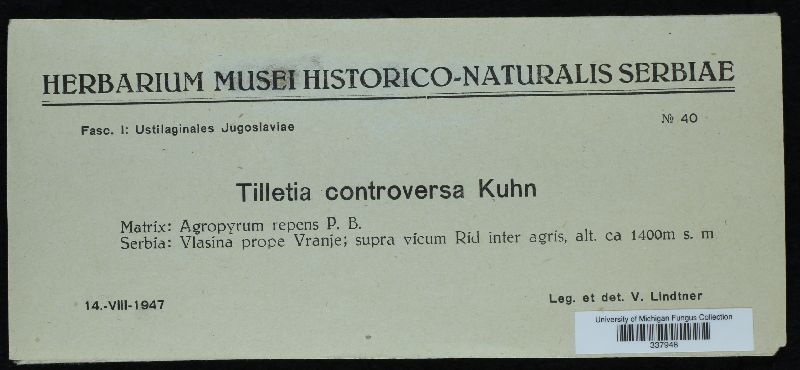 HERBARIUM MUSEI HISTORICO-NATURALIS SERBIAE
Fasc. I: Ustilaginales Jugoslaviae
№ 40
Tilletia controversa Kuhn
Matrix: Agropyrum repens P. B.
Serbia: Vlasina prope Vranje; supra vicum Rid inter agris, alt. ca 1400m s. m
14.-VIII-1947
Leg. et det. V. Lindtner
University of Michigan Fungus Collection
337948